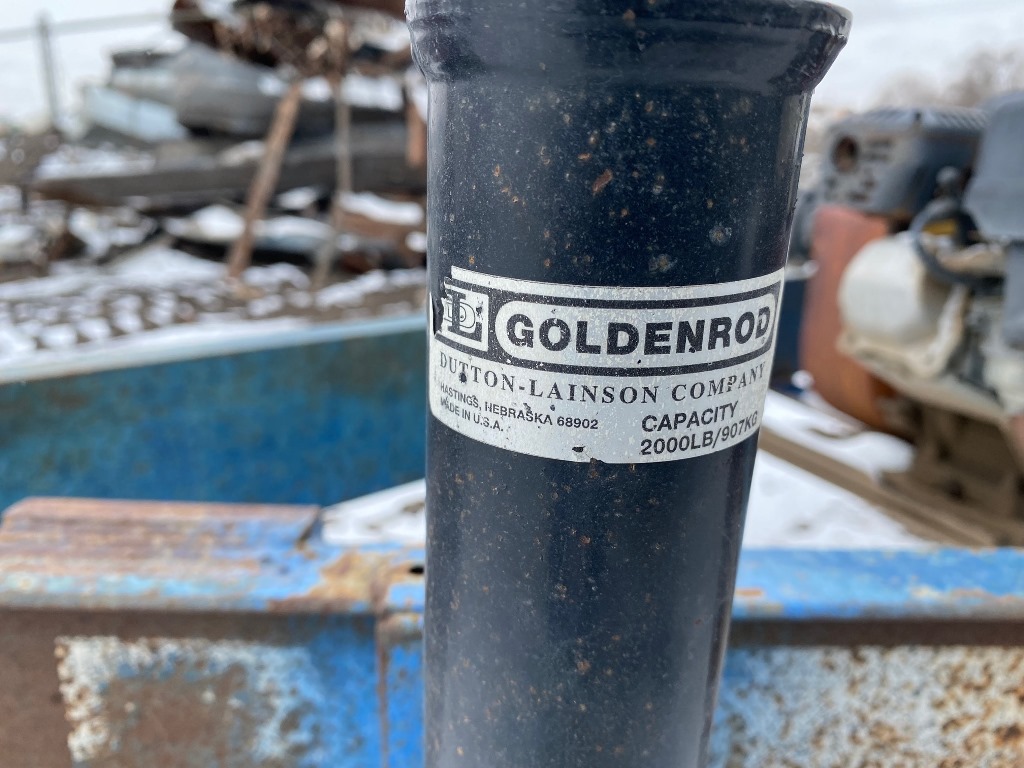 DL GOLDENROD
DUTTON-LAINSON COMPANY
HASTINGS, NEBRASKA 68902
MADE IN U.S.A.
CAPACITY
2000LB/907KG